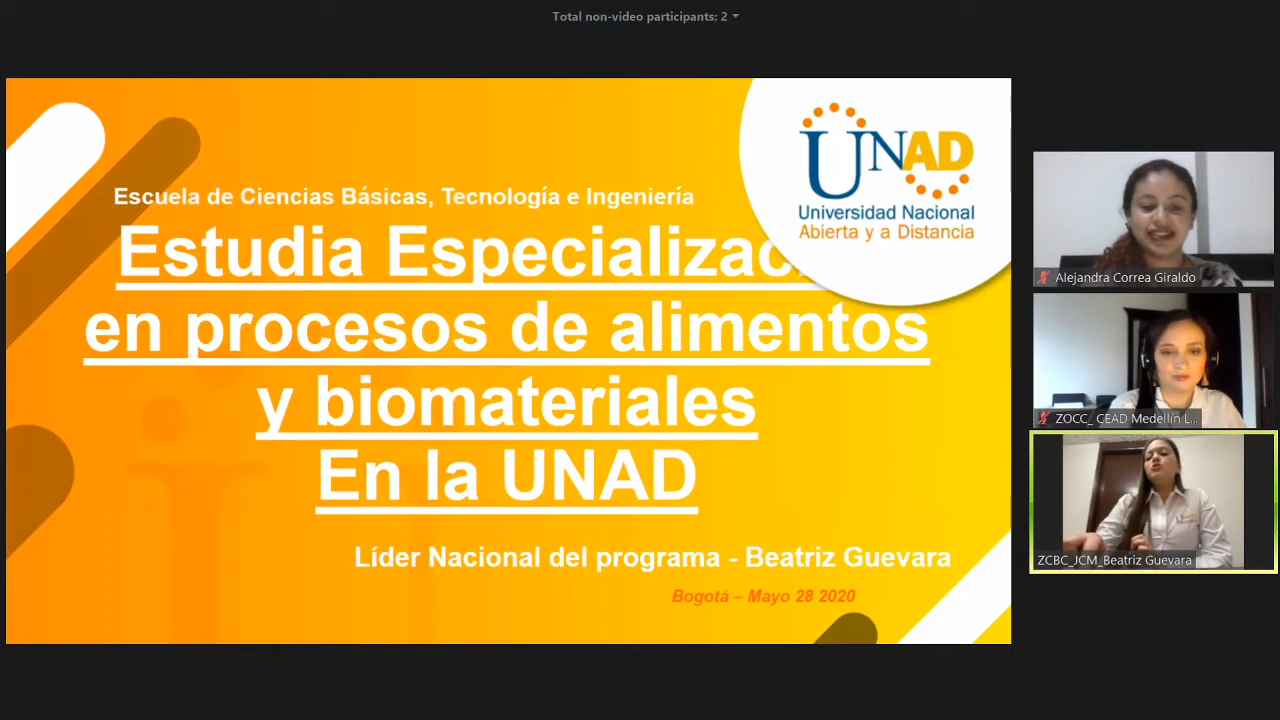 Total non-video participants: 2
UNAD
Universidad Nacional
Abierta y a Distancia
Escuela de Ciencias Básicas, Tecnología e Ingeniería
Estudia Especializac
en procesos de alimentos
y biomateriales
En la UNAD
Líder Nacional del programa - Beatriz Guevara
Bogotá – Mayo 28 2020
Alejandra Correa Giraldo
ZOCC_ CEAD Medellín L...
ZCBC_JCM_Beatriz Guevara